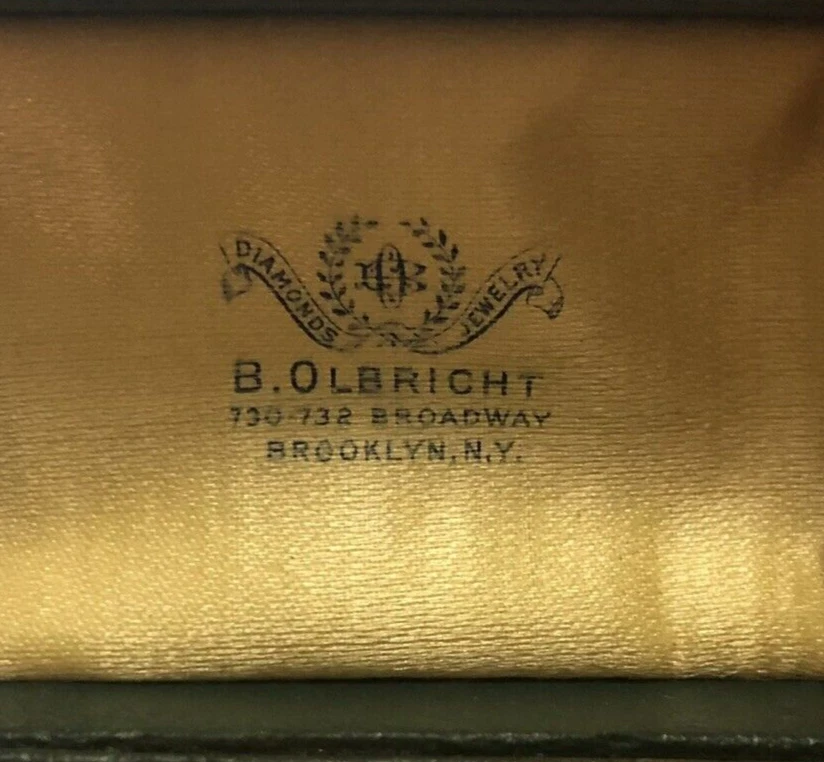 DIAMONDS JEWELRY
B. OLBRICHT
730-732 BROADWAY
BROOKLYN, N.Y.